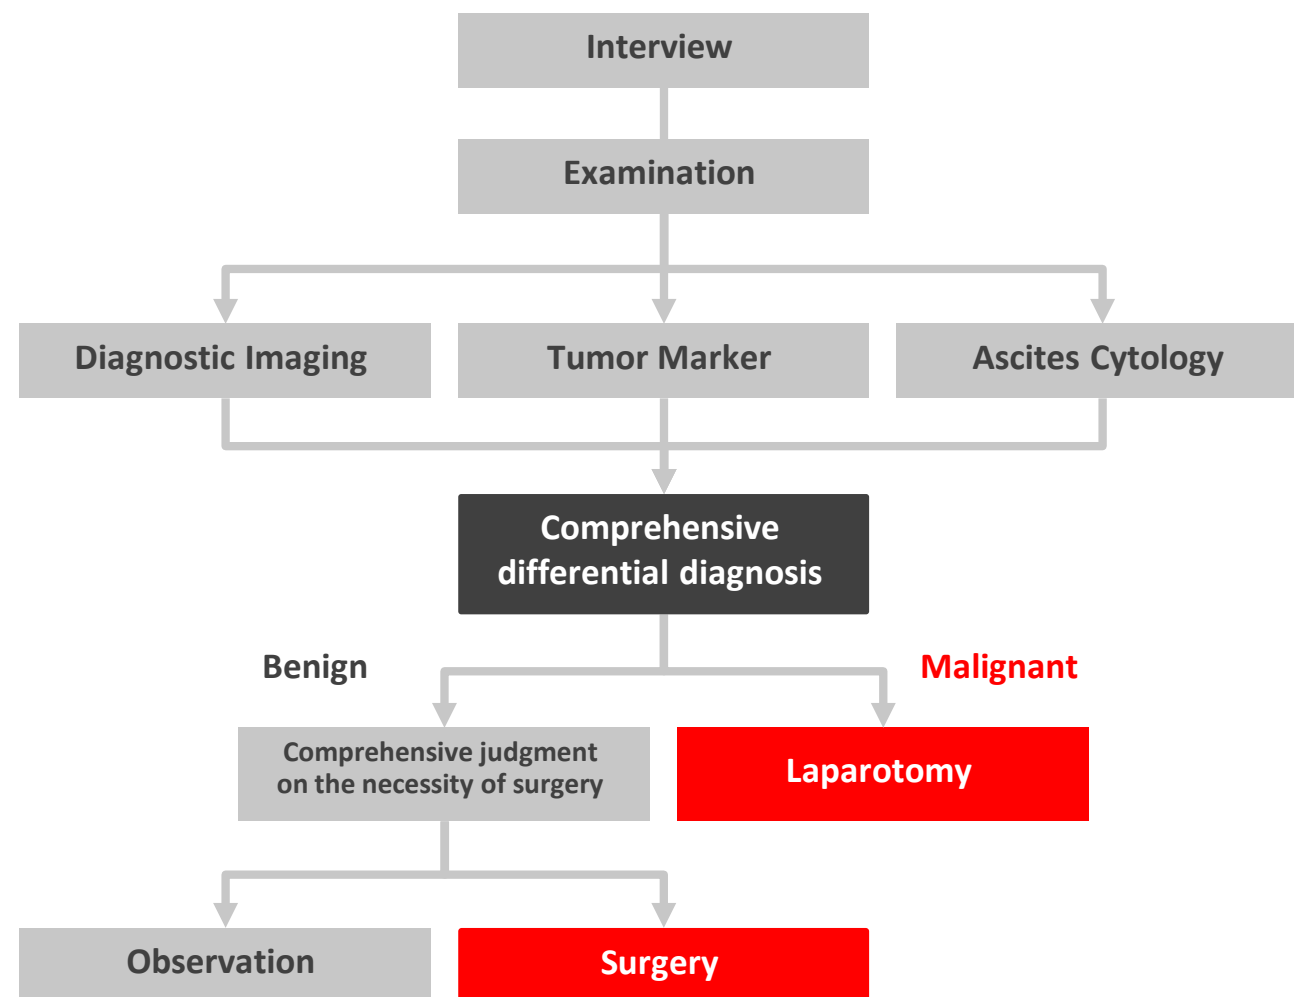 Interview
Examination
Diagnostic Imaging
Tumor Marker
Ascites Cytology
Comprehensive
differential diagnosis
Benign
Malignant
Comprehensive judgment
on the necessity of surgery
Laparotomy
Observation
Surgery